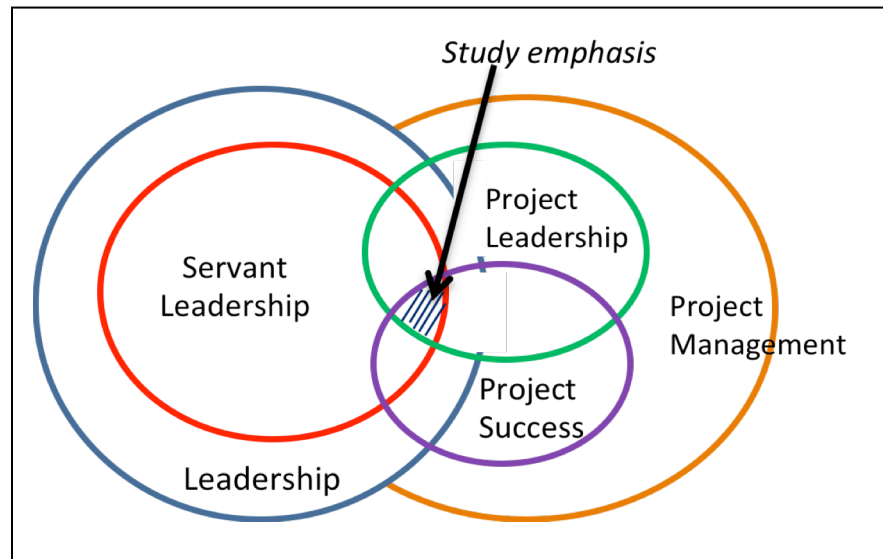 Study emphasis
Project
Leadership
Servant
Leadership
Project
Management
Project
Success
Leadership